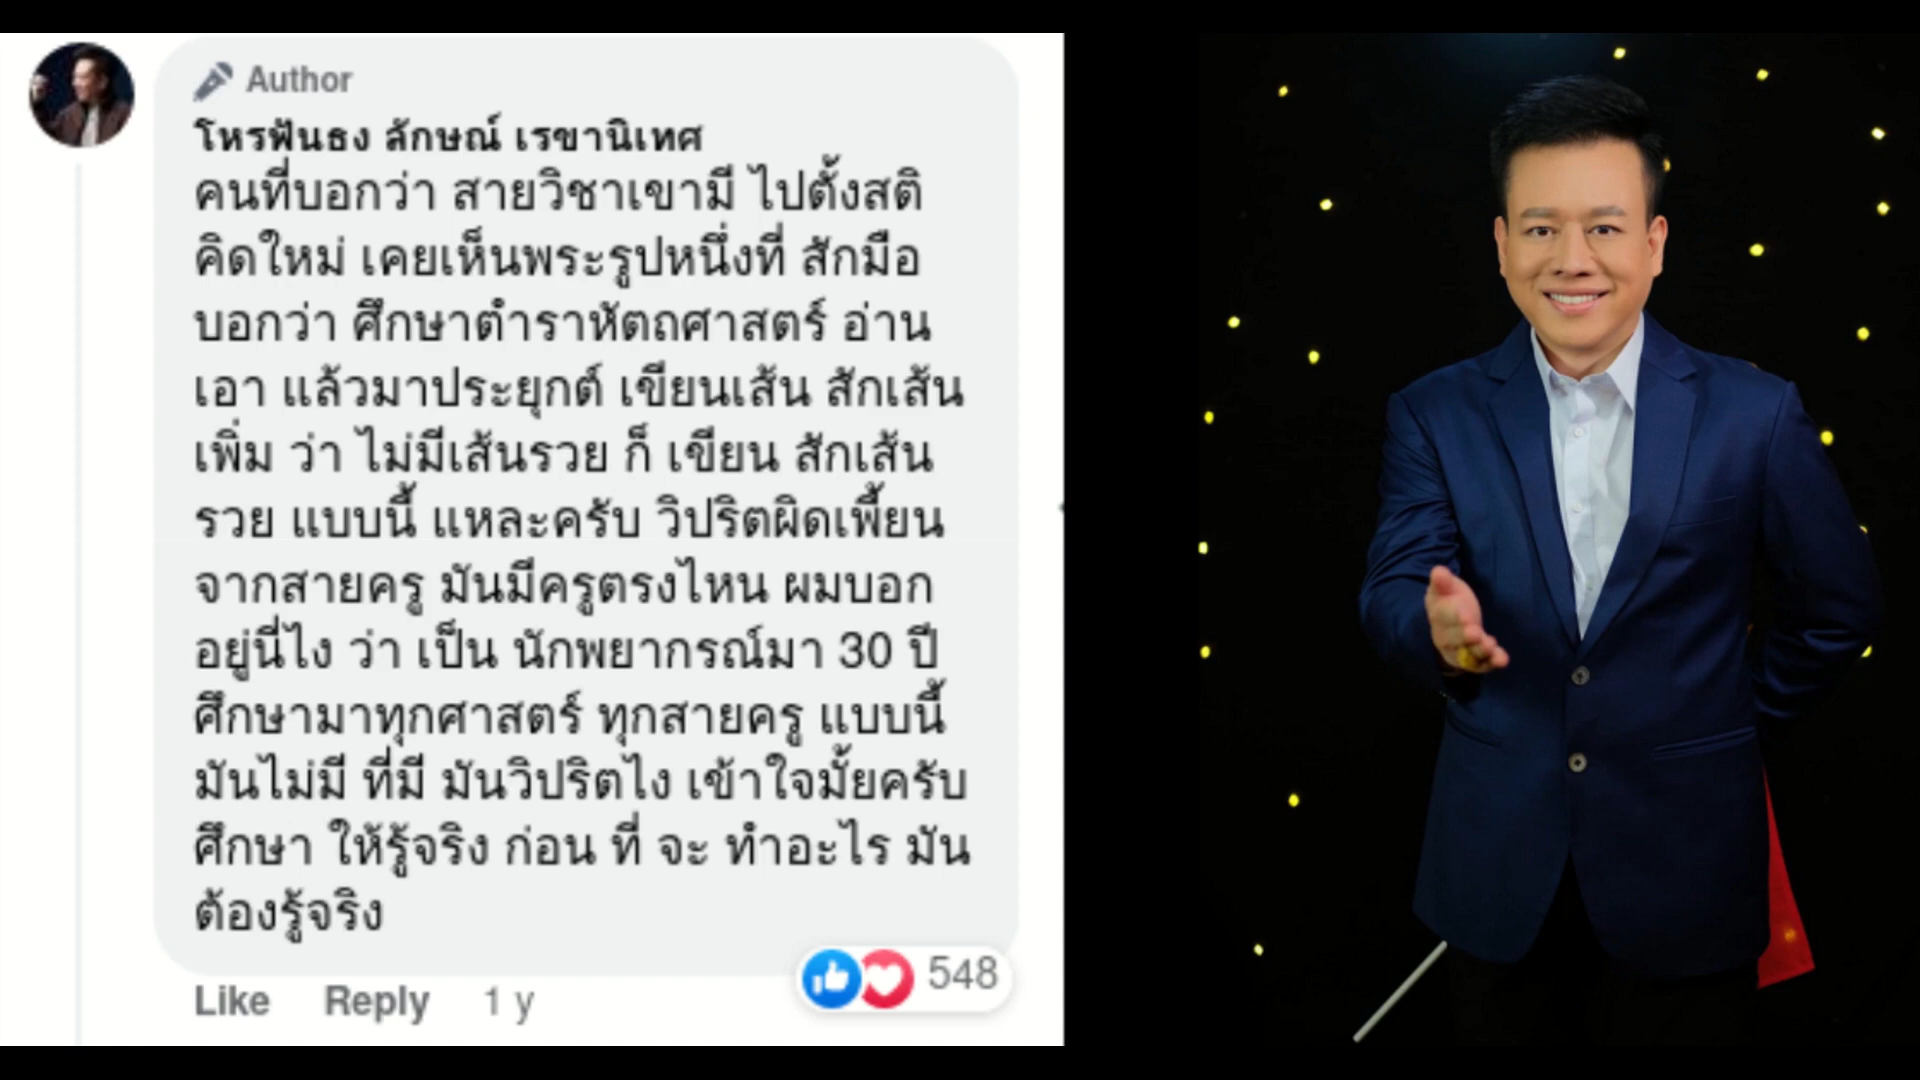 Author
โหรฟันธง ลักษณ์ เรขานิเทศ
คนที่บอกว่า สายวิชาเขามี ไปตั้งสติ
คิดใหม่ เคยเห็นพระรูปหนึ่งที่ สักมือ
บอกว่า ศึกษาตำราหัตถศาสตร์ อ่าน
เอา แล้วมาประยุกต์ เขียนเส้น สักเส้น
เพิ่ม ว่า ไม่มีเส้นรวย ก็ เขียน สักเส้น
รวย แบบนี้ แหละครับ วิปริตผิดเพี้ยน
จากสายครู มันมีครูตรงไหน ผมบอก
อยู่นี่ไง ว่า เป็น นักพยากรณ์มา 30 ปี
ศึกษามาทุกศาสตร์ ทุกสายครู แบบนี้
มันไม่มี ที่มี มันวิปริตไง เข้าใจมั้ยครับ
ศึกษา ให้รู้จริง ก่อน ที่ จะ ทำอะไร มัน
ต้องรู้จริง
548
Like Reply 1 y